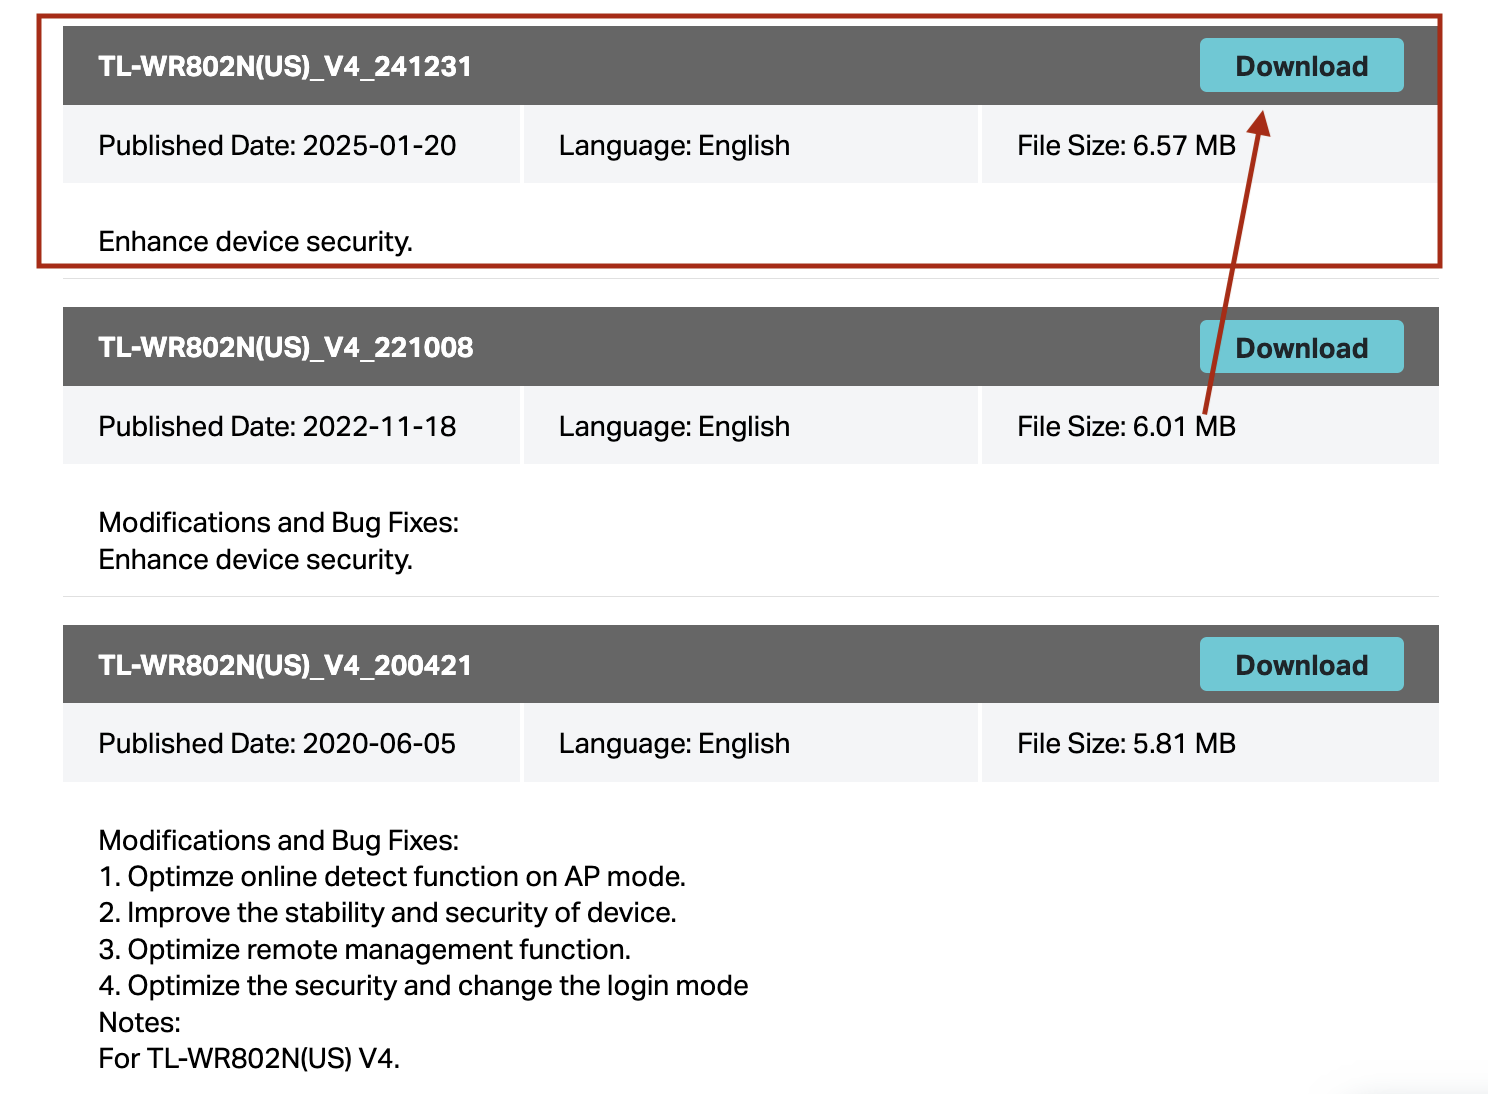 TL-WR802N(US)_V4_241231
Download
Published Date: 2025-01-20
Language: English
File Size: 6.57 MB
Enhance device security.
TL-WR802N(US)_V4_221008
Download
Published Date: 2022-11-18
Language: English
File Size: 6.01 MB
Modifications and Bug Fixes:
Enhance device security.
TL-WR802N(US)_V4_200421
Download
Published Date: 2020-06-05
Language: English
File Size: 5.81 MB
Modifications and Bug Fixes:
1. Optimze online detect function on AP mode.
2. Improve the stability and security of device.
3. Optimize remote management function.
4. Optimize the security and change the login mode
Notes:
For TL-WR802N(US) V4.